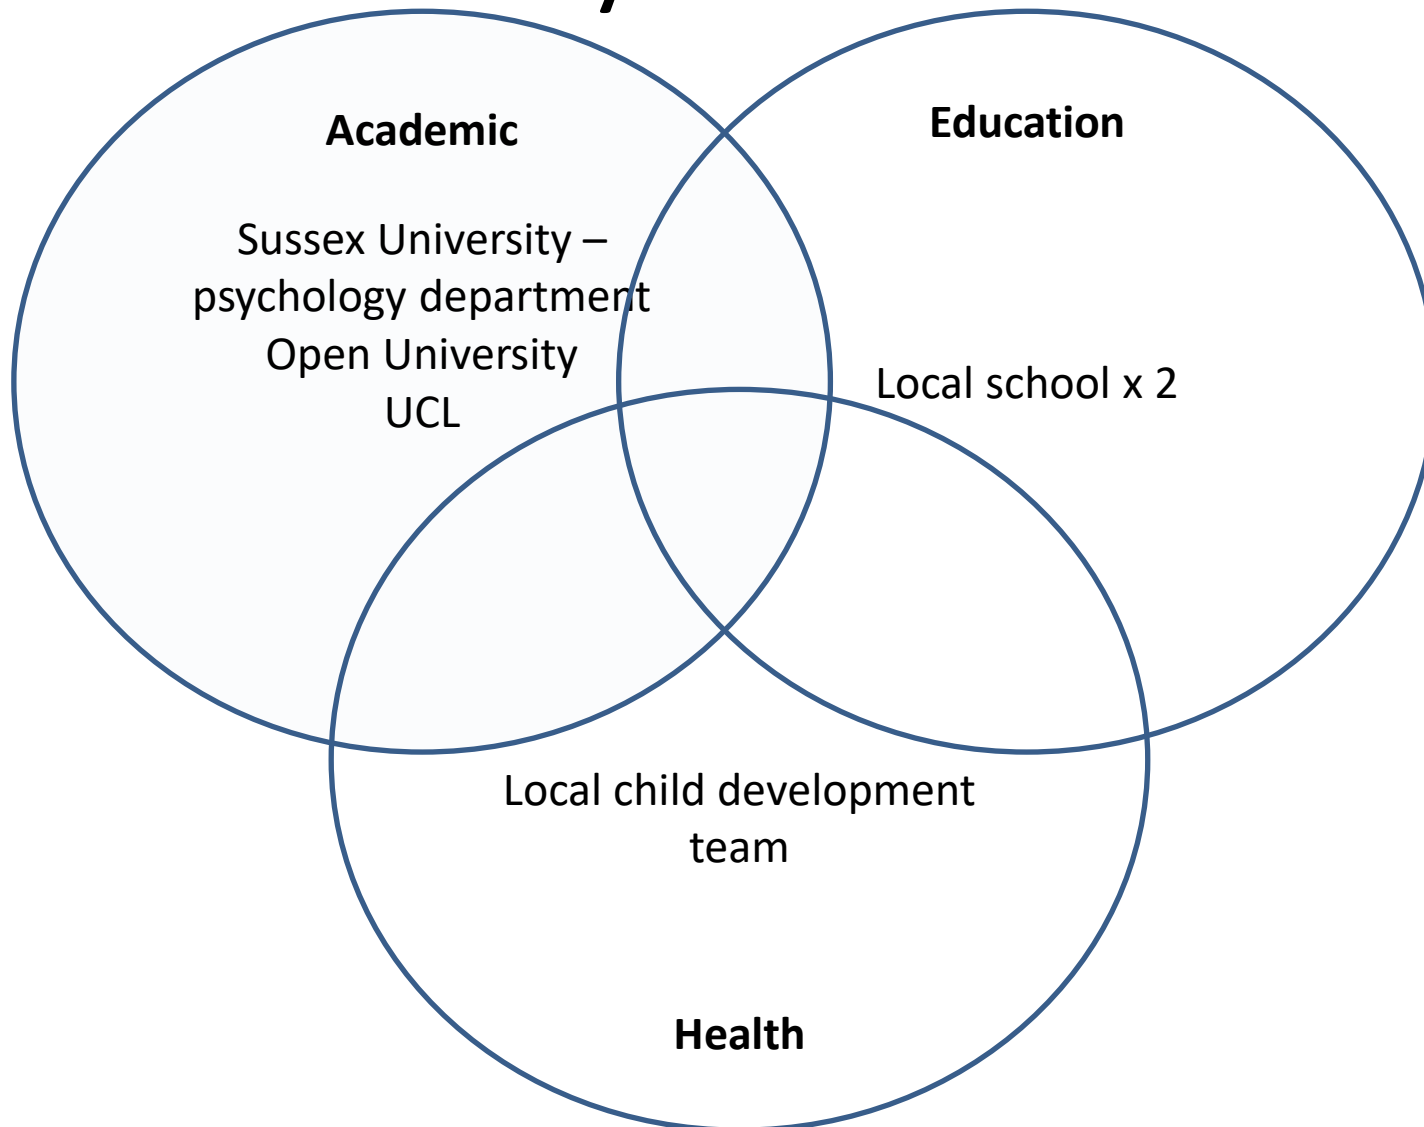 Academic
Education
Sussex University –
psychology department
Open University
UCL
Local school x 2
Local child development
team
Health